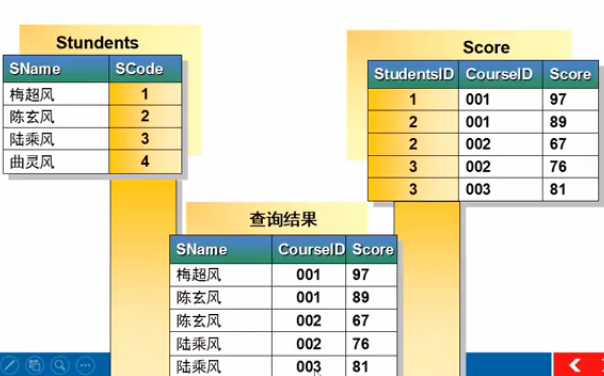 Stundents
SName SCode
梅超风 1
陈玄风 2
陆乘风 3
曲灵风 4
Score
StudentsID CourseID Score
1 001 97
2 001 89
2 002 67
3 002 76
3 003 81
查询结果
SName CourseID Score
梅超风 001 97
陈玄风 001 89
陈玄风 002 67
陆乘风 002 76
陆乘风 003 81